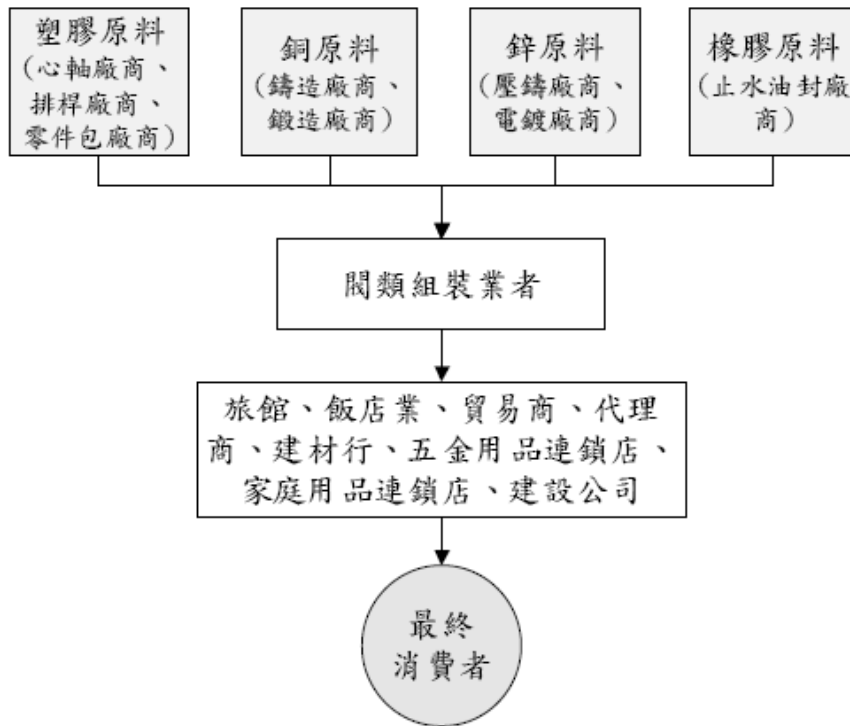 塑膠原料
（心軸廠商、
排桿廠商、
零件包廠商）
銅原料
（鑄造廠商、
鍛造廠商）
鋅原料
（壓鑄廠商、
電鍍廠商）
橡膠原料
（止水油封廠
商）
閥類組裝業者
旅館、飯店業、貿易商、代理
商、建材行、五金用品連鎖店、
家庭用品連鎖店、建設公司
最終
消費者